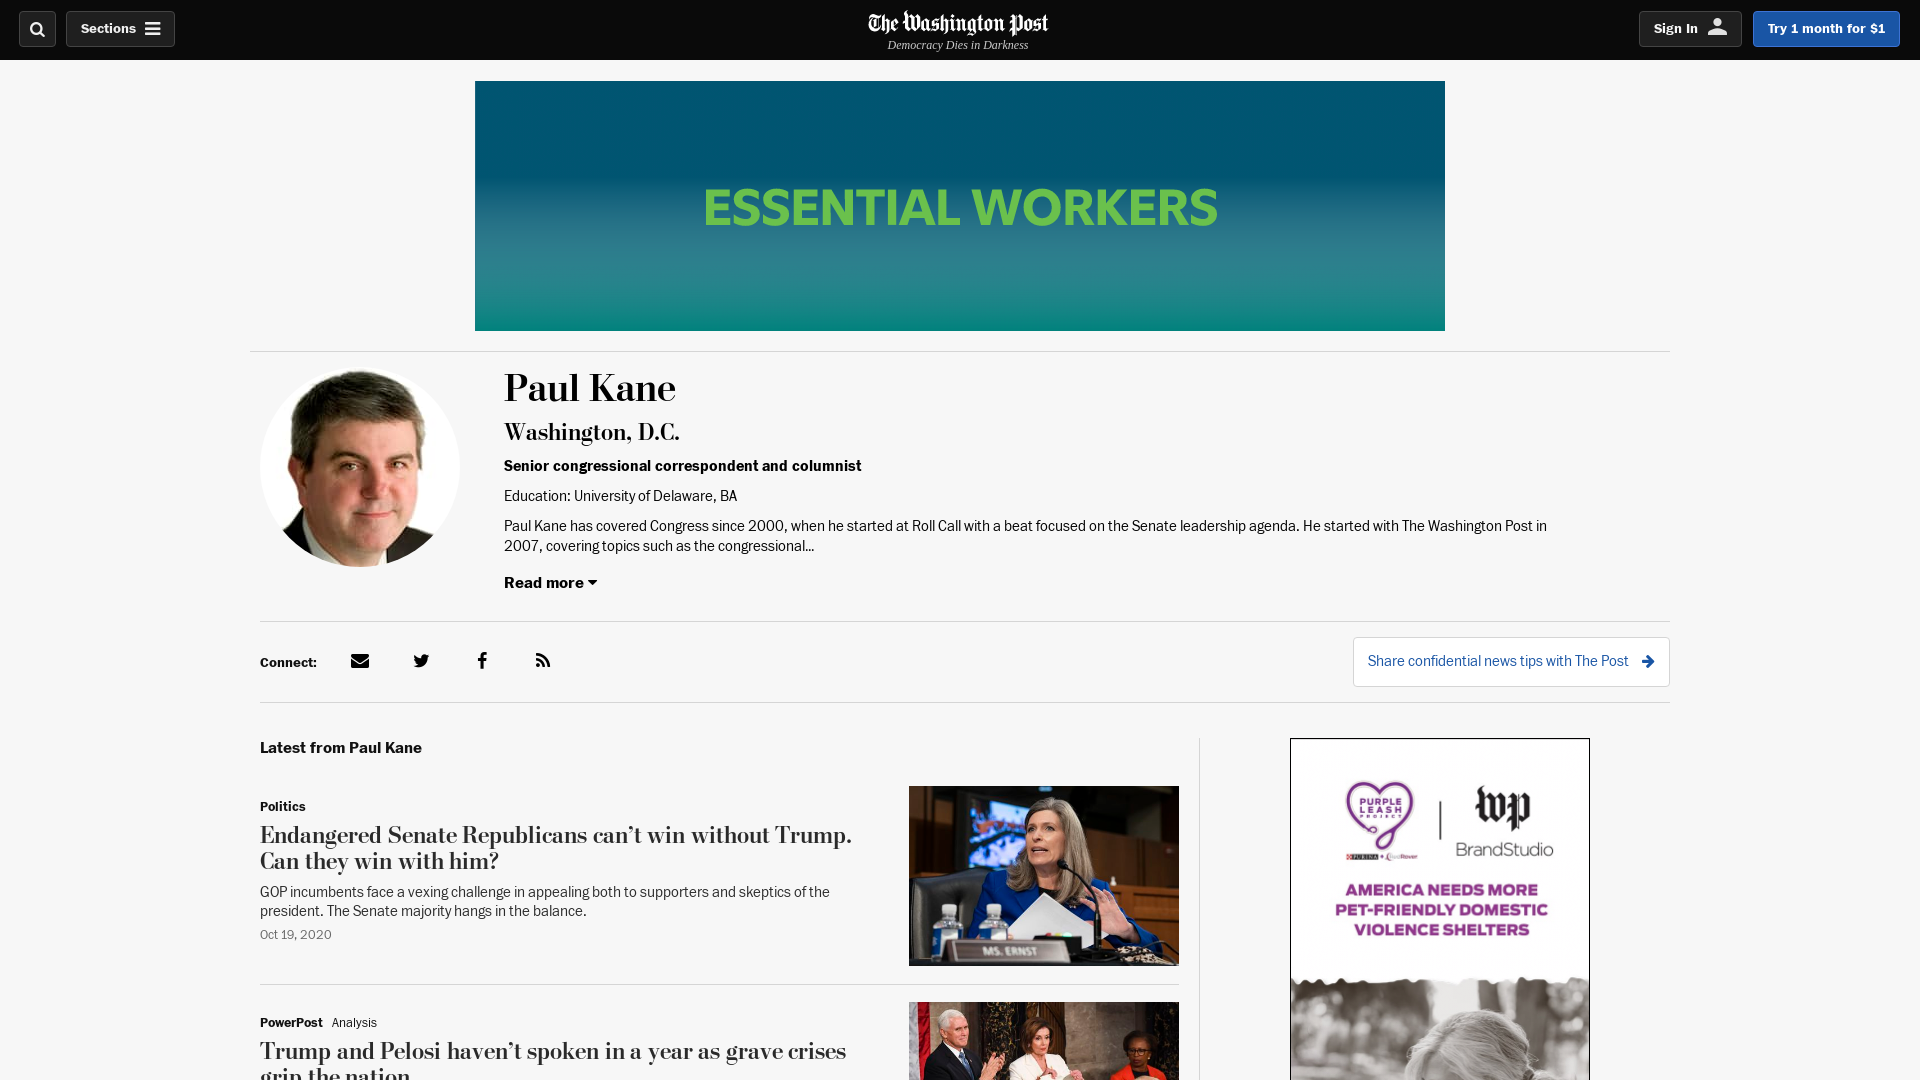 Sections
The Washington Post
Democracy Dies in Darkness
Sign In
Try 1 month for $1
ESSENTIAL WORKERS
Paul Kane
Washington, D.C.
Senior congressional correspondent and columnist
Education: University of Delaware, BA
Paul Kane has covered Congress since 2000, when he started at Roll Call with a beat focused on the Senate leadership agenda. He started with The Washington Post in
2007, covering topics such as the congressional...
Read more
Connect:
Share confidential news tips with The Post
Latest from Paul Kane
Politics
Endangered Senate Republicans can’t win without Trump.
Can they win with him?
GOP incumbents face a vexing challenge in appealing both to supporters and skeptics of the
president. The Senate majority hangs in the balance.
Oct 19, 2020
MS. ERNST
PowerPost Analysis
Trump and Pelosi haven’t spoken in a year as grave crises
grip the nation
PURPLE
LEASH
PROJECT
PURINA +
wp
BrandStudio
AMERICA NEEDS MORE
PET-FRIENDLY DOMESTIC
VIOLENCE SHELTERS